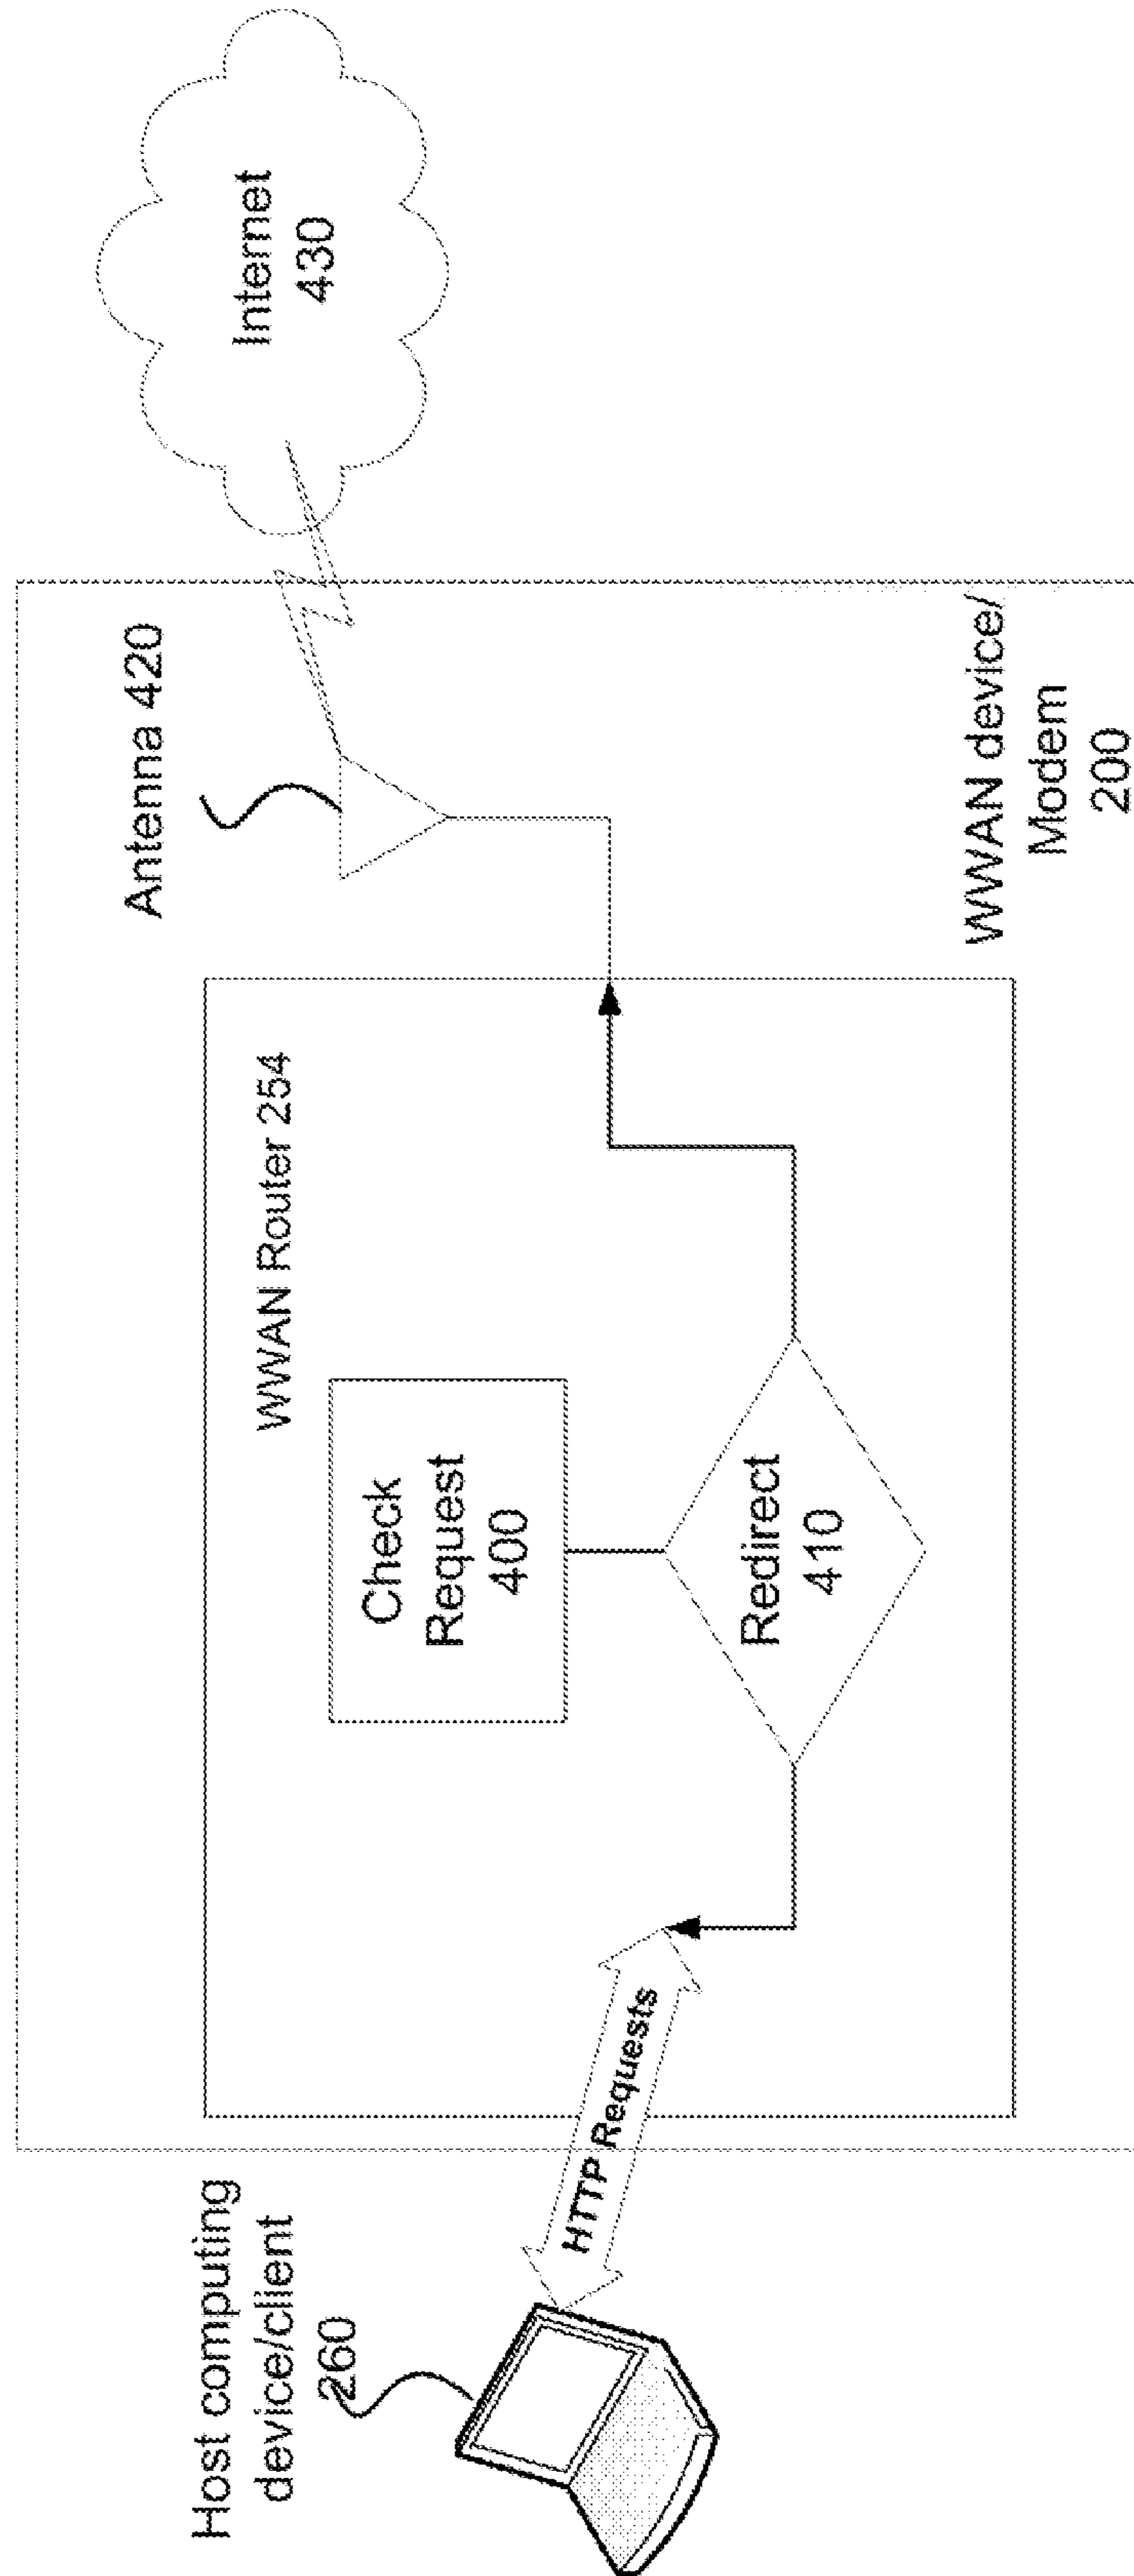 Host computing
device/client
260
HTTP Requests
WWAN Router 254
Check
Request
400
Redirect
410
Antenna 420
WWAN device/
Modem
200
Internet
430